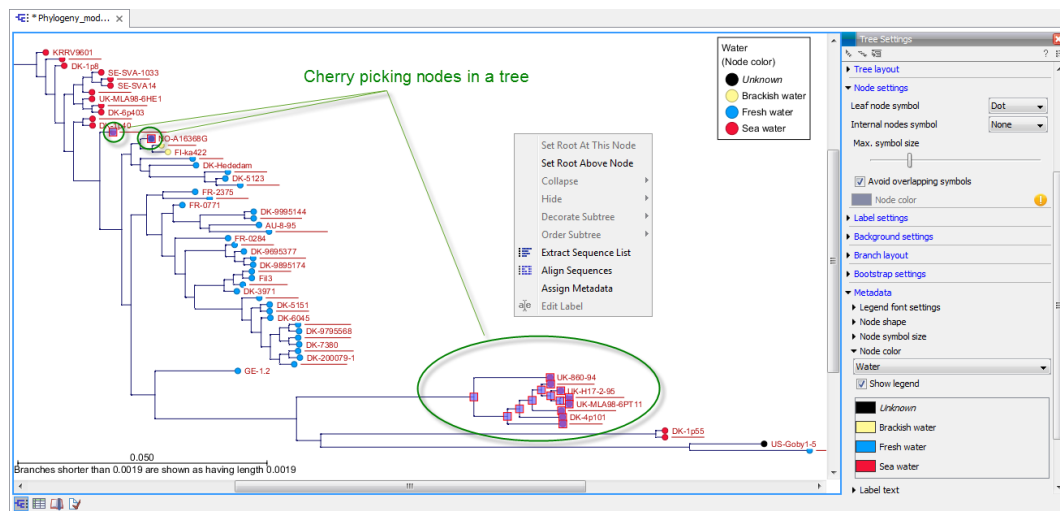 * Phylogeny_mod...
Cherry picking nodes in a tree
KRRV9601
DK-1p8
SE-SVA-1033
SE-SVA14
UK-MLA98-6HE1
DK-6p403
NO-A16368G
FI-ka422
DK-Hededam
DK-5123
FR-2375
FR-0771
DK-9995144
AU-8-95
FR-0284
DK-9695377
DK-9895174
Fil3
DK-3971
DK-5151
DK-6045
DK-9795568
DK-7380
DK-200079-1
GE-1.2
UK-860-94
UK-H17-2-95
UK-MLA98-6PT11
DK-4p101
DK-1p55
US-Goby1-5
0.050
Branches shorter than 0.0019 are shown as having length 0.0019
Water
(Node color)
Unknown
Brackish water
Fresh water
Sea water
Set Root At This Node
Set Root Above Node
Collapse
Hide
Decorate Subtree
Order Subtree
Extract Sequence List
Align Sequences
Assign Metadata
Edit Label
Tree Settings
Tree layout
Node settings
Leaf node symbol Dot
Internal nodes symbol None
Max. symbol size
Avoid overlapping symbols
Node color
Label settings
Background settings
Branch layout
Bootstrap settings
Metadata
Legend font settings
Node shape
Node symbol size
Node color
Water
Show legend
Unknown
Brackish water
Fresh water
Sea water
Label text